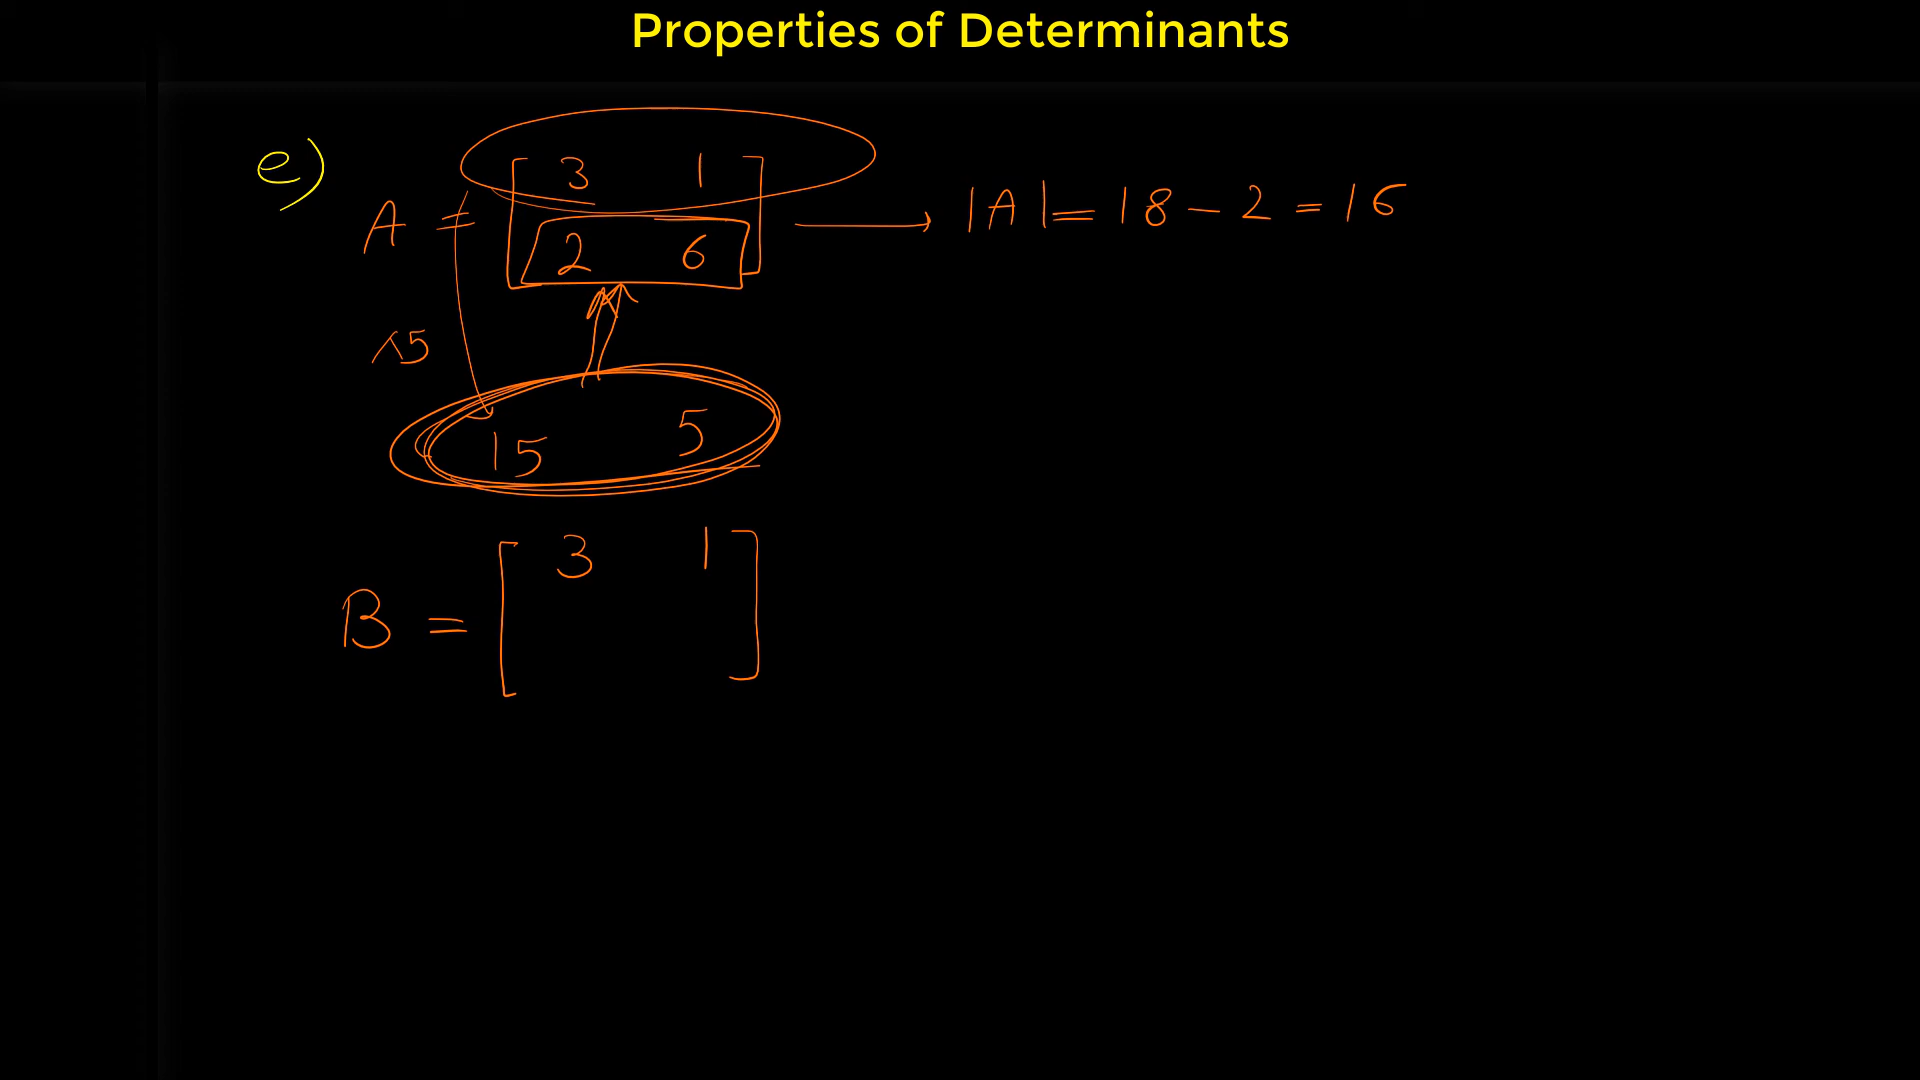 Properties of Determinants
e)
A = [ 3 1
2 6 ] → |A| = 18 - 2 = 16
×5
15 5
B = [ 3 1 ]